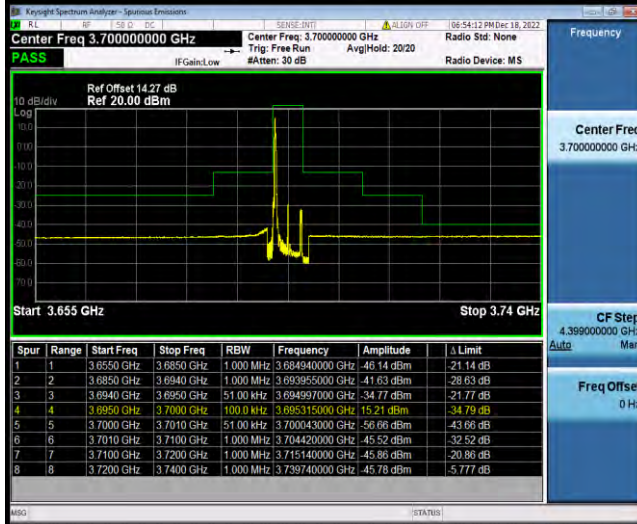 Keysight Spectrum Analyzer - Spurious Emissions
RL RF 50 Ω DC SENSE:INT ALIGN OFF 06:54:12 PM Dec 18, 2022
Center Freq 3.700000000 GHz
Center Freq: 3.700000000 GHz
Radio Std: None
Trig: Free Run Avg|Hold: 20/20
PASS
IFGain:Low
#Atten: 30 dB
Radio Device: MS
Ref Offset 14.27 dB
10 dB/div Ref 20.00 dBm
Log
10.0
0.00
-10.0
-20.0
-30.0
-40.0
-50.0
-60.0
-70.0
Start 3.655 GHz Stop 3.74 GHz
Spur Range Start Freq Stop Freq RBW Frequency Amplitude Δ Limit
1 1 3.6550 GHz 3.6850 GHz 1.000 MHz 3.684940000 GHz -46.14 dBm -21.14 dB
2 2 3.6850 GHz 3.6940 GHz 1.000 MHz 3.693955000 GHz -41.63 dBm -28.63 dB
3 3 3.6940 GHz 3.6950 GHz 51.00 kHz 3.694997000 GHz -34.77 dBm -21.77 dB
4 4 3.6950 GHz 3.7000 GHz 100.0 kHz 3.695315000 GHz 15.21 dBm -34.79 dB
5 5 3.7000 GHz 3.7010 GHz 51.00 kHz 3.700043000 GHz -56.66 dBm -43.66 dB
6 6 3.7010 GHz 3.7100 GHz 1.000 MHz 3.704420000 GHz -45.52 dBm -32.52 dB
7 7 3.7100 GHz 3.7200 GHz 1.000 MHz 3.715140000 GHz -45.86 dBm -20.86 dB
8 8 3.7200 GHz 3.7400 GHz 1.000 MHz 3.739740000 GHz -45.78 dBm -5.777 dB
MSG STATUS
Frequency
Center Freq
3.700000000 GHz
CF Step
4.399000000 GHz
Auto Man
Freq Offset
0 Hz